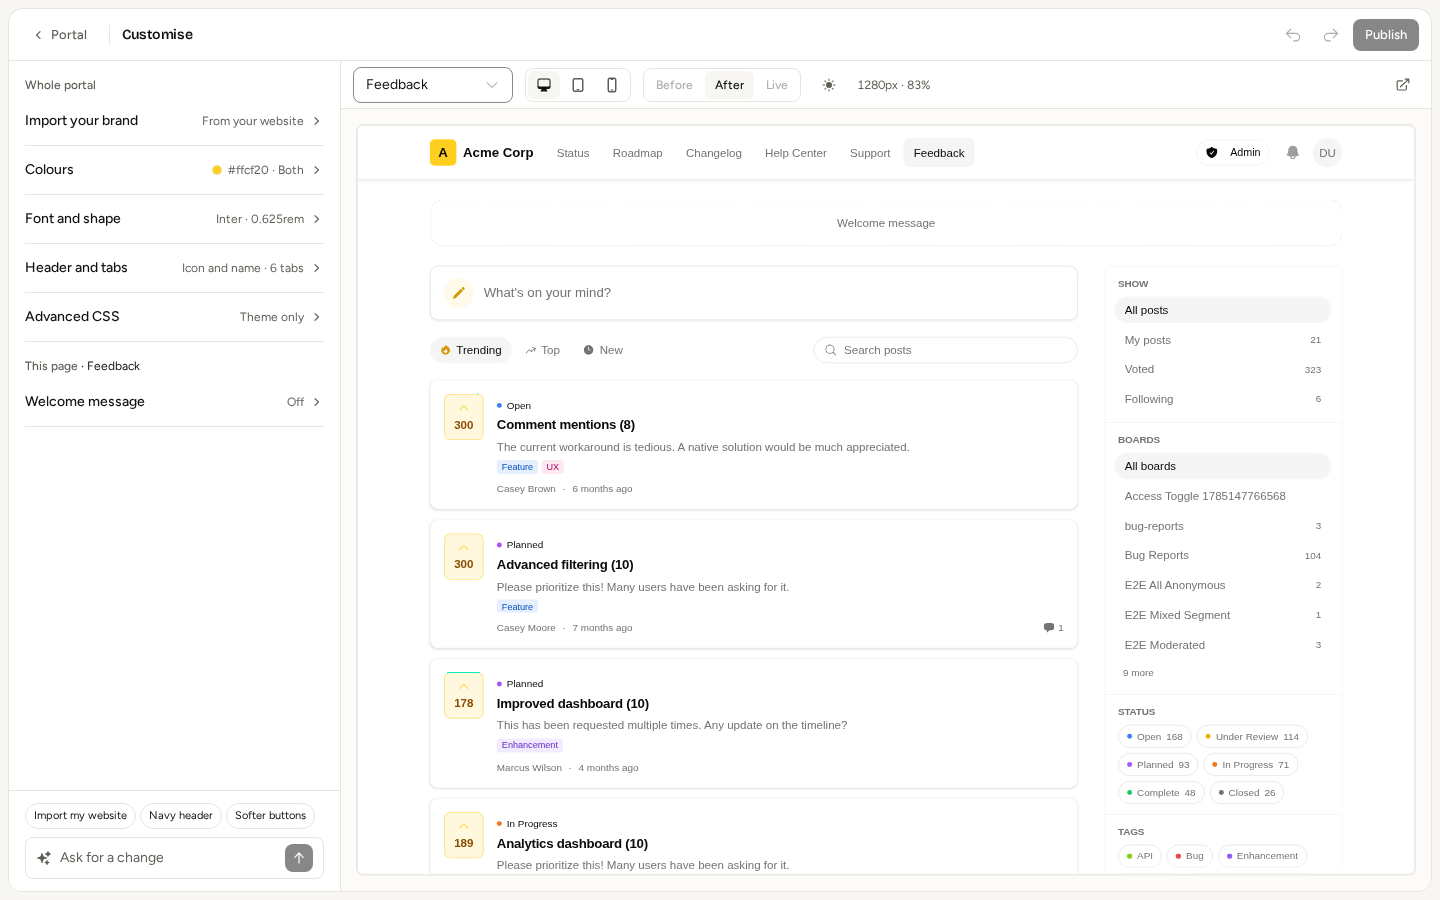 Portal
Customise
Publish
Whole portal
Import your brand From your website
Colours #ffcf20 · Both
Font and shape Inter · 0.625rem
Header and tabs Icon and name · 6 tabs
Advanced CSS Theme only
This page · Feedback
Welcome message Off
Import my website Navy header Softer buttons
Ask for a change
Feedback Before After Live 1280px · 83%
A Acme Corp Status Roadmap Changelog Help Center Support Feedback Admin DU
Welcome message
What's on your mind?
Trending Top New Search posts
Open
300 Comment mentions (8)
The current workaround is tedious. A native solution would be much appreciated.
Feature UX
Casey Brown · 6 months ago
Planned
300 Advanced filtering (10)
Please prioritize this! Many users have been asking for it.
Feature
Casey Moore · 7 months ago 1
Planned
178 Improved dashboard (10)
This has been requested multiple times. Any update on the timeline?
Enhancement
Marcus Wilson · 4 months ago
In Progress
189 Analytics dashboard (10)
Please prioritize this! Many users have been asking for it.
SHOW
All posts
My posts 21
Voted 323
Following 6
BOARDS
All boards
Access Toggle 1785147766568
bug-reports 3
Bug Reports 104
E2E All Anonymous 2
E2E Mixed Segment 1
E2E Moderated 3
9 more
STATUS
Open 168 Under Review 114
Planned 93 In Progress 71
Complete 48 Closed 26
TAGS
API Bug Enhancement